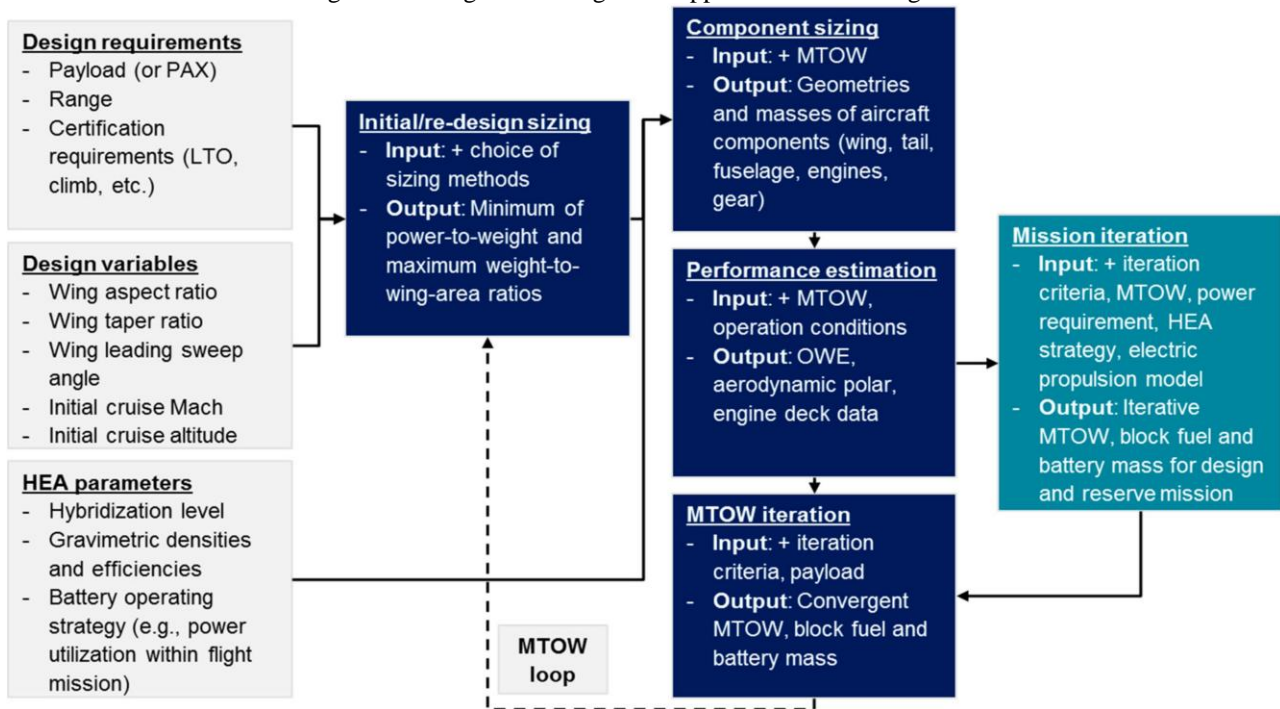 Design requirements
- Payload (or PAX)
- Range
- Certification
requirements (LTO,
climb, etc.)
Design variables
- Wing aspect ratio
- Wing taper ratio
- Wing leading sweep
angle
- Initial cruise Mach
- Initial cruise altitude
HEA parameters
- Hybridization level
- Gravimetric densities
and efficiencies
- Battery operating
strategy (e.g., power
utilization within flight
mission)
Initial/re-design sizing
- Input: + choice of
sizing methods
- Output: Minimum of
power-to-weight and
maximum weight-to-
wing-area ratios
MTOW
loop
Component sizing
- Input: + MTOW
- Output: Geometries
and masses of aircraft
components (wing, tail,
fuselage, engines,
gear)
Performance estimation
- Input: + MTOW,
operation conditions
- Output: OWE,
aerodynamic polar,
engine deck data
MTOW iteration
- Input: + iteration
criteria, payload
- Output: Convergent
MTOW, block fuel and
battery mass
Mission iteration
- Input: + iteration
criteria, MTOW, power
requirement, HEA
strategy, electric
propulsion model
- Output: Iterative
MTOW, block fuel and
battery mass for design
and reserve mission